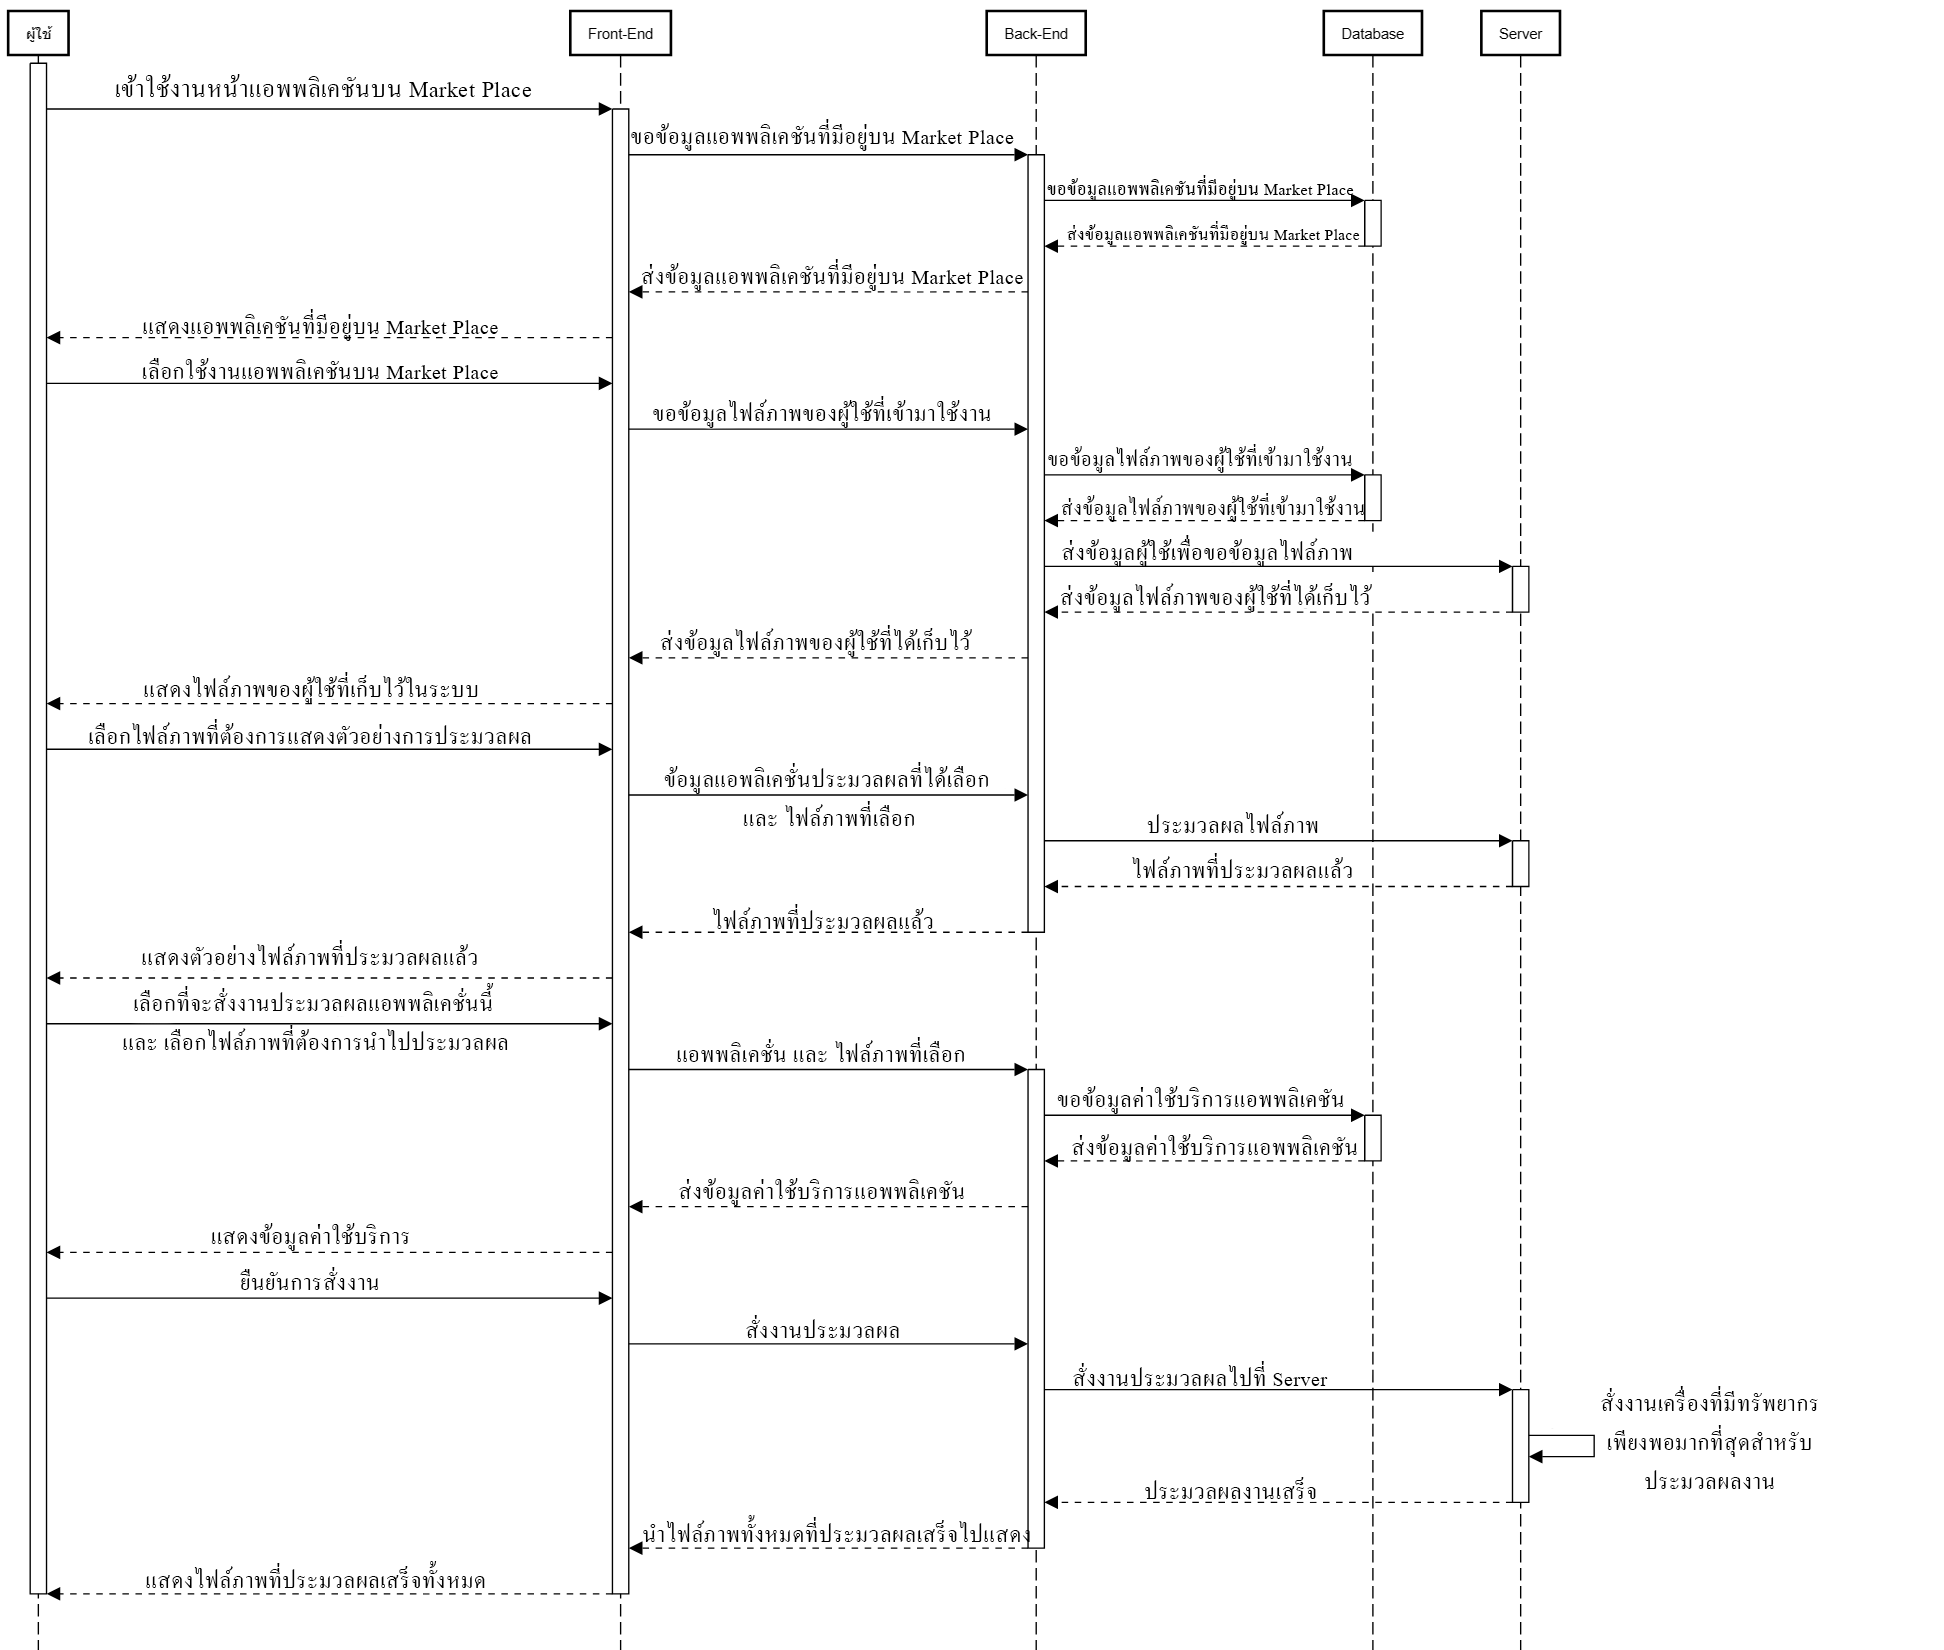 ผู้ใช้
Front-End
Back-End
Database
Server
เข้าใช้งานหน้าแอพพลิเคชันบน Market Place
ขอข้อมูลแอพพลิเคชันที่มีอยู่บน Market Place
ขอข้อมูลแอพพลิเคชันที่มีอยู่บน Market Place
ส่งข้อมูลแอพพลิเคชันที่มีอยู่บน Market Place
ส่งข้อมูลแอพพลิเคชันที่มีอยู่บน Market Place
แสดงแอพพลิเคชันที่มีอยู่บน Market Place
เลือกใช้งานแอพพลิเคชันบน Market Place
ขอข้อมูลไฟล์ภาพของผู้ใช้ที่เข้ามาใช้งาน
ขอข้อมูลไฟล์ภาพของผู้ใช้ที่เข้ามาใช้งาน
ส่งข้อมูลไฟล์ภาพของผู้ใช้ที่เข้ามาใช้งาน
ส่งข้อมูลผู้ใช้เพื่อขอข้อมูลไฟล์ภาพ
ส่งข้อมูลไฟล์ภาพของผู้ใช้ที่ได้เก็บไว้
ส่งข้อมูลไฟล์ภาพของผู้ใช้ที่ได้เก็บไว้
แสดงไฟล์ภาพของผู้ใช้ที่เก็บไว้ในระบบ
เลือกไฟล์ภาพที่ต้องการแสดงตัวอย่างการประมวลผล
ข้อมูลแอพลิเคชั่นประมวลผลที่ได้เลือก
และ ไฟล์ภาพที่เลือก
ประมวลผลไฟล์ภาพ
ไฟล์ภาพที่ประมวลผลแล้ว
ไฟล์ภาพที่ประมวลผลแล้ว
แสดงตัวอย่างไฟล์ภาพที่ประมวลผลแล้ว
เลือกที่จะสั่งงานประมวลผลแอพพลิเคชั่นนี้
และ เลือกไฟล์ภาพที่ต้องการนำไปประมวลผล
แอพพลิเคชั่น และ ไฟล์ภาพที่เลือก
ขอข้อมูลค่าใช้บริการแอพพลิเคชัน
ส่งข้อมูลค่าใช้บริการแอพพลิเคชัน
ส่งข้อมูลค่าใช้บริการแอพพลิเคชัน
แสดงข้อมูลค่าใช้บริการ
ยืนยันการสั่งงาน
สั่งงานประมวลผล
สั่งงานประมวลผลไปที่ Server
สั่งงานเครื่องที่มีทรัพยากร
เพียงพอมากที่สุดสำหรับ
ประมวลผลงาน
ประมวลผลงานเสร็จ
นำไฟล์ภาพทั้งหมดที่ประมวลผลเสร็จไปแสดง
แสดงไฟล์ภาพที่ประมวลผลเสร็จทั้งหมด